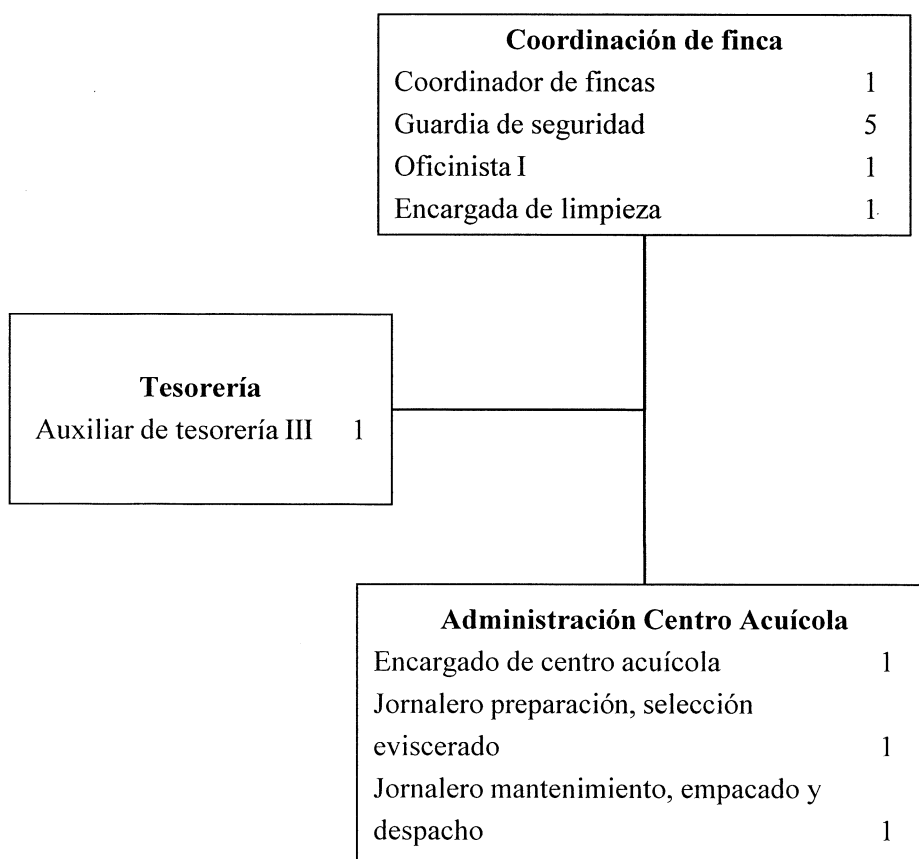 Coordinación de finca
Coordinador de fincas 1
Guardia de seguridad 5
Oficinista I 1
Encargada de limpieza 1
Tesorería
Auxiliar de tesorería III 1
Administración Centro Acuícola
Encargado de centro acuícola 1
Jornalero preparación, selección
eviscerado 1
Jornalero mantenimiento, empacado y
despacho 1